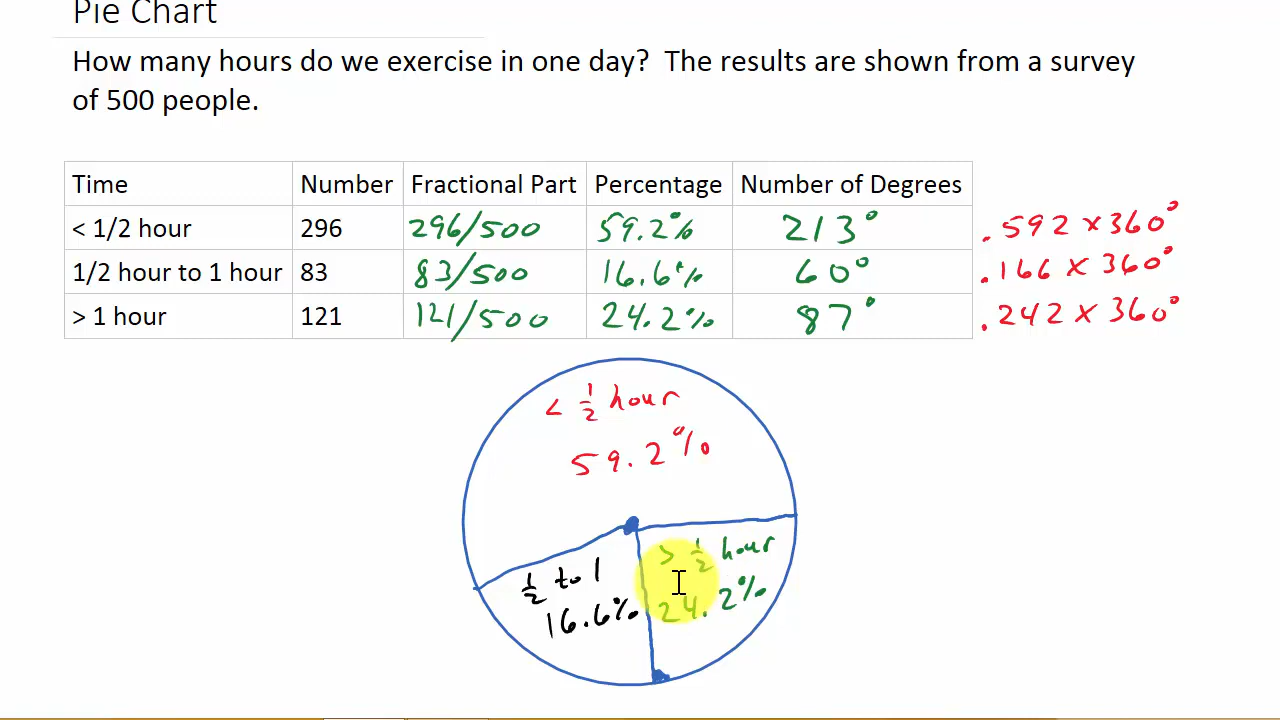 Pie Chart
How many hours do we exercise in one day? The results are shown from a survey
of 500 people.
Time Number Fractional Part Percentage Number of Degrees
< 1/2 hour 296 296/500 59.2% 213° .592 x 360°
1/2 hour to 1 hour 83 83/500 16.6% 60° .166 x 360°
> 1 hour 121 121/500 24.2% 87° .242 x 360°
< 1/2 hour
59.2%
> 1/2 hour
24.2%
1/2 to 1
16.6%